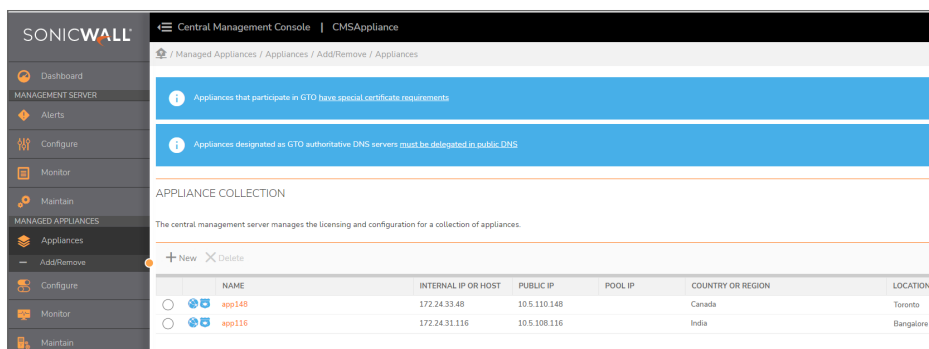 SONICWALL
Central Management Console | CMSAppliance
/ Managed Appliances / Appliances / Add/Remove / Appliances
Dashboard
MANAGEMENT SERVER
Alerts
Configure
Monitor
Maintain
MANAGED APPLIANCES
Appliances
Add/Remove
Configure
Monitor
Maintain
Appliances that participate in GTO have special certificate requirements
Appliances designated as GTO authoritative DNS servers must be delegated in public DNS
APPLIANCE COLLECTION
The central management server manages the licensing and configuration for a collection of appliances.
New Delete
NAME INTERNAL IP OR HOST PUBLIC IP POOL IP COUNTRY OR REGION LOCATION
app148 172.24.33.48 10.5.110.148 Canada Toronto
app116 172.24.31.116 10.5.108.116 India Bangalore